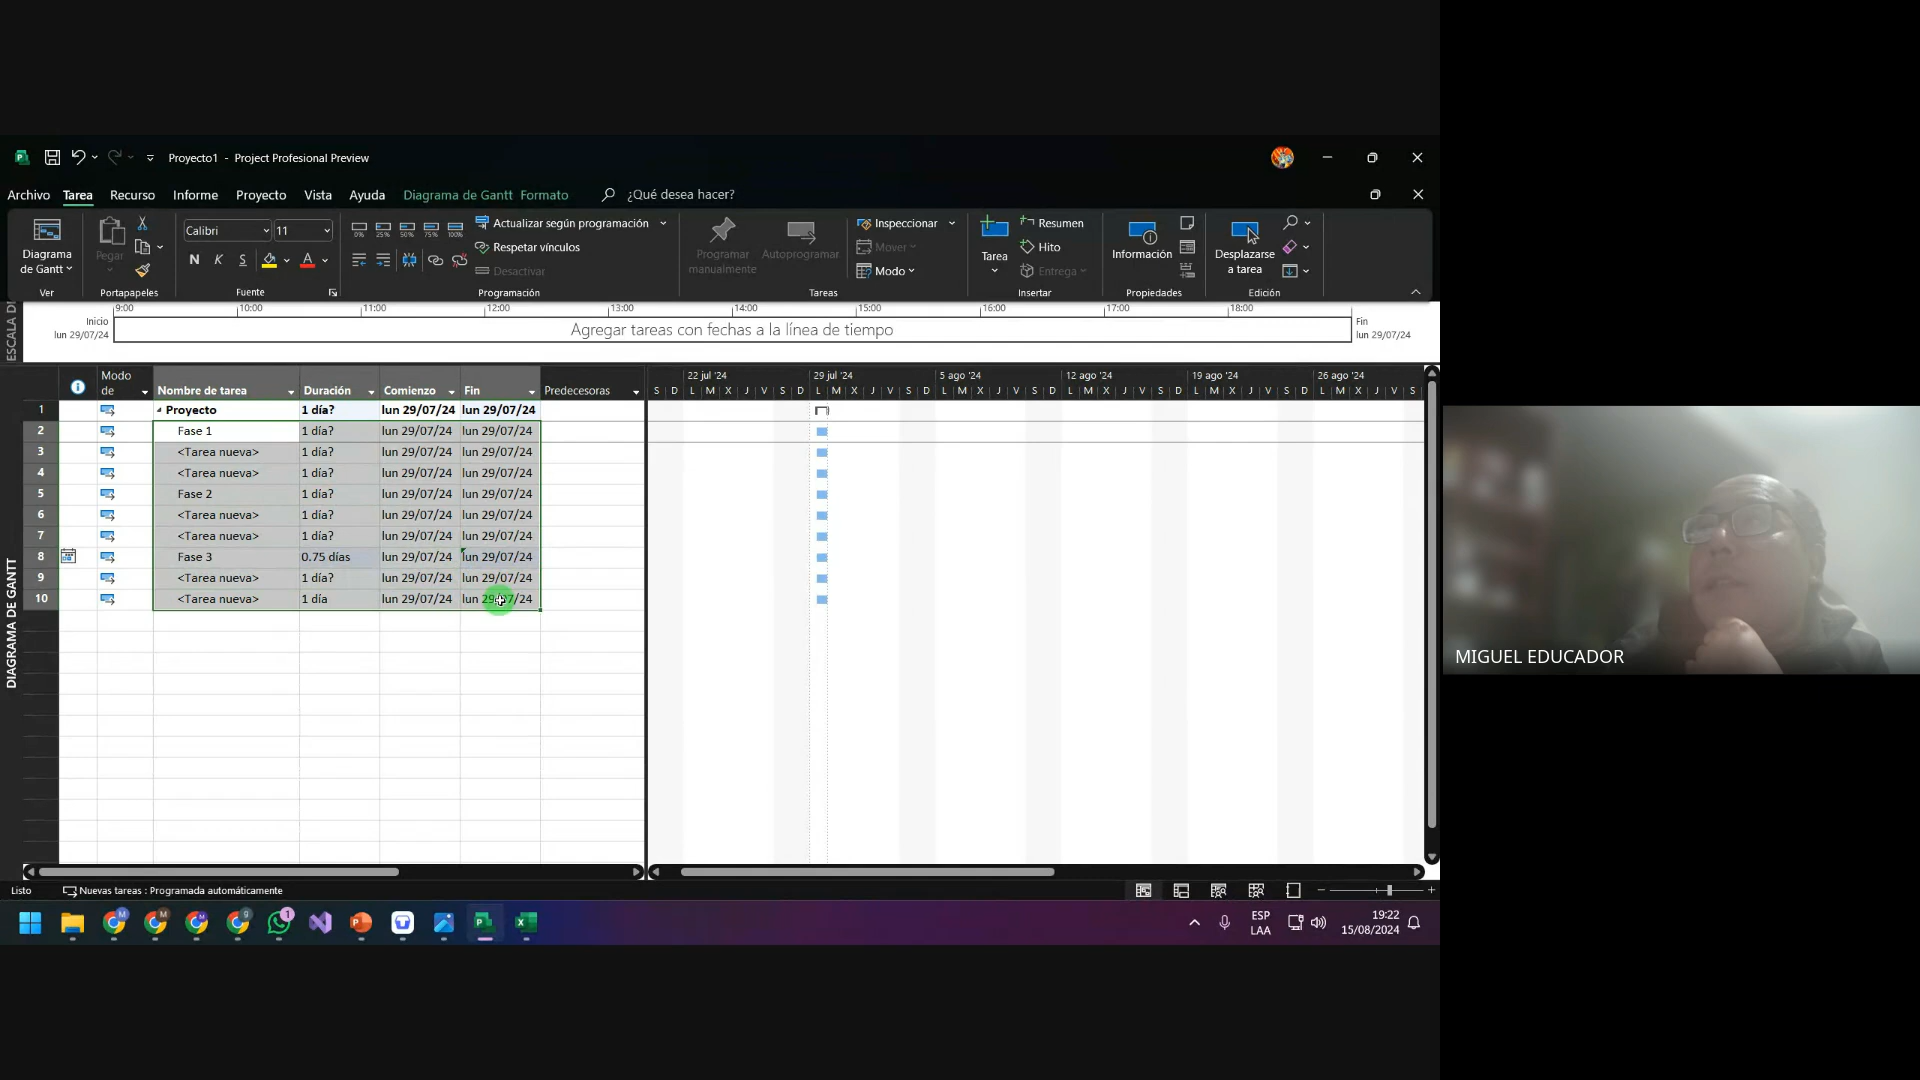 Proyecto1 - Project Profesional Preview
Archivo Tarea Recurso Informe Proyecto Vista Ayuda Diagrama de Gantt Formato ¿Qué desea hacer?
Diagrama de Gantt
Ver
Pegar
Portapapeles
Calibri 11
N K S A
Fuente
0% 25% 50% 75% 100%
Actualizar según programación
Respetar vínculos
Desactivar
Programación
Programar manualmente
Autoprogramar
Inspeccionar
Mover
Modo
Tareas
Tarea
Resumen
Hito
Entrega
Insertar
Información
Propiedades
Desplazarse a tarea
Edición
ESCALA DE
Inicio
lun 29/07/24
9:00 10:00 11:00 12:00 13:00 14:00 15:00 16:00 17:00 18:00
Agregar tareas con fechas a la línea de tiempo
Fin
lun 29/07/24
DIAGRAMA DE GANTT
Modo de Nombre de tarea Duración Comienzo Fin Predecesoras
1 Proyecto 1 día? lun 29/07/24 lun 29/07/24
2 Fase 1 1 día? lun 29/07/24 lun 29/07/24
3 <Tarea nueva> 1 día? lun 29/07/24 lun 29/07/24
4 <Tarea nueva> 1 día? lun 29/07/24 lun 29/07/24
5 Fase 2 1 día? lun 29/07/24 lun 29/07/24
6 <Tarea nueva> 1 día? lun 29/07/24 lun 29/07/24
7 <Tarea nueva> 1 día? lun 29/07/24 lun 29/07/24
8 Fase 3 0.75 días lun 29/07/24 lun 29/07/24
9 <Tarea nueva> 1 día? lun 29/07/24 lun 29/07/24
10 <Tarea nueva> 1 día lun 29/07/24 lun 29/07/24
22 jul '24 29 jul '24 5 ago '24 12 ago '24 19 ago '24 26 ago '24
S D L M X J V S D L M X J V S D L M X J V S D L M X J V S D L M X J V S D L M X J V S
MIGUEL EDUCADOR
Listo Nuevas tareas : Programada automáticamente
ESP
LAA
19:22
15/08/2024